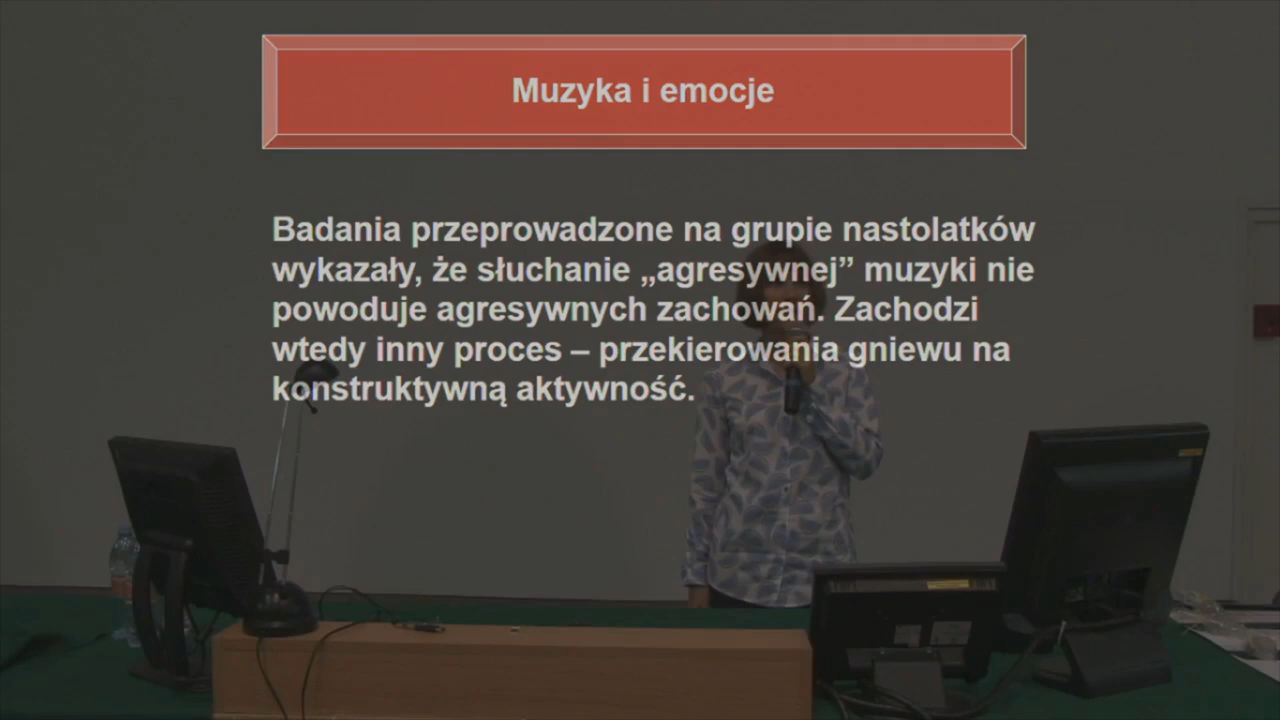 Muzyka i emocje
Badania przeprowadzone na grupie nastolatków
wykazały, że słuchanie „agresywnej” muzyki nie
powoduje agresywnych zachowań. Zachodzi
wtedy inny proces – przekierowania gniewu na
konstruktywną aktywność.